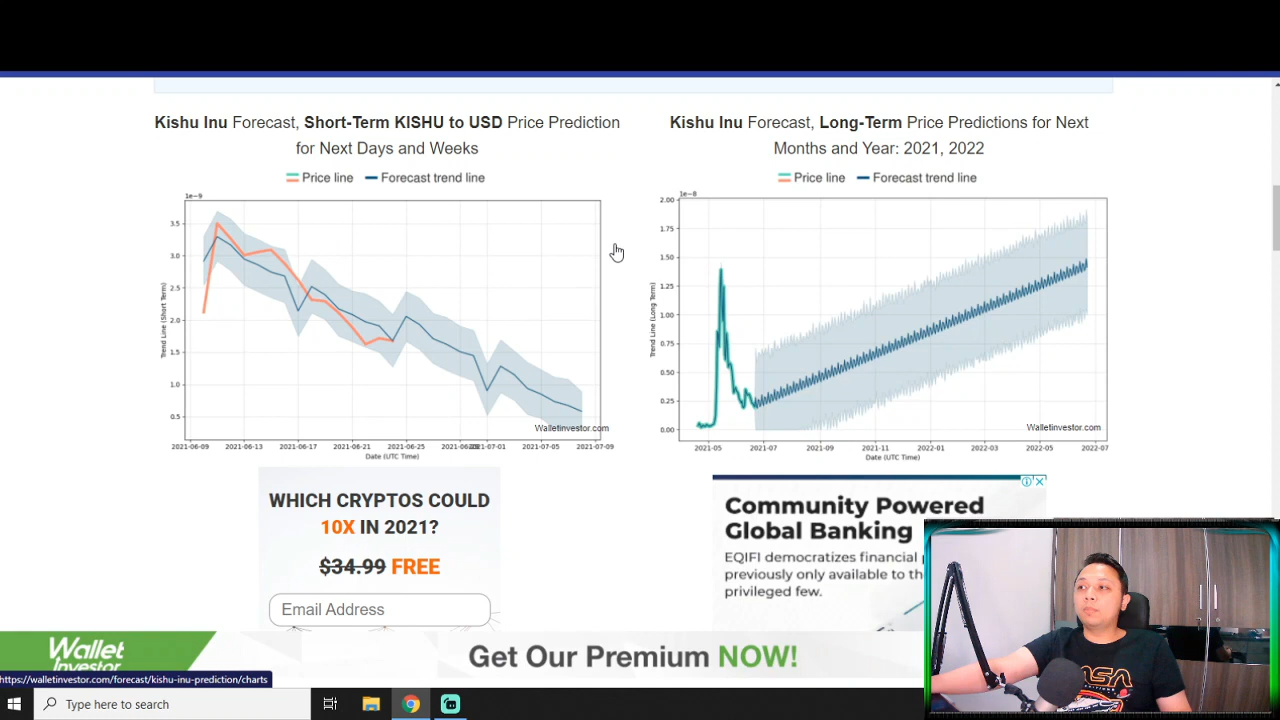 Kishu Inu Forecast, Short-Term KISHU to USD Price Prediction
for Next Days and Weeks
Price line
Forecast trend line
1e−9
3.5
3.0
2.5
2.0
1.5
1.0
0.5
Trend Line (Short Term)
Walletinvestor.com
2021-06-09
2021-06-13
2021-06-17
2021-06-21
2021-06-25
2021-07-01
2021-07-05
2021-07-09
Date (UTC Time)
Kishu Inu Forecast, Long-Term Price Predictions for Next
Months and Year: 2021, 2022
Price line
Forecast trend line
1e−8
2.00
1.75
1.50
1.25
1.00
0.75
0.50
0.25
0.00
Trend Line (Long Term)
Walletinvestor.com
2021-05
2021-07
2021-09
2021-11
2022-01
2022-03
2022-05
2022-07
Date (UTC Time)
WHICH CRYPTOS COULD
10X IN 2021?
$34.99 FREE
Email Address
Community Powered
Global Banking
EQIFI democratizes financial
previously only available to th
privileged few.
Wallet
Investor
Get Our Premium NOW!
https://walletinvestor.com/forecast/kishu-inu-prediction/charts
Type here to search